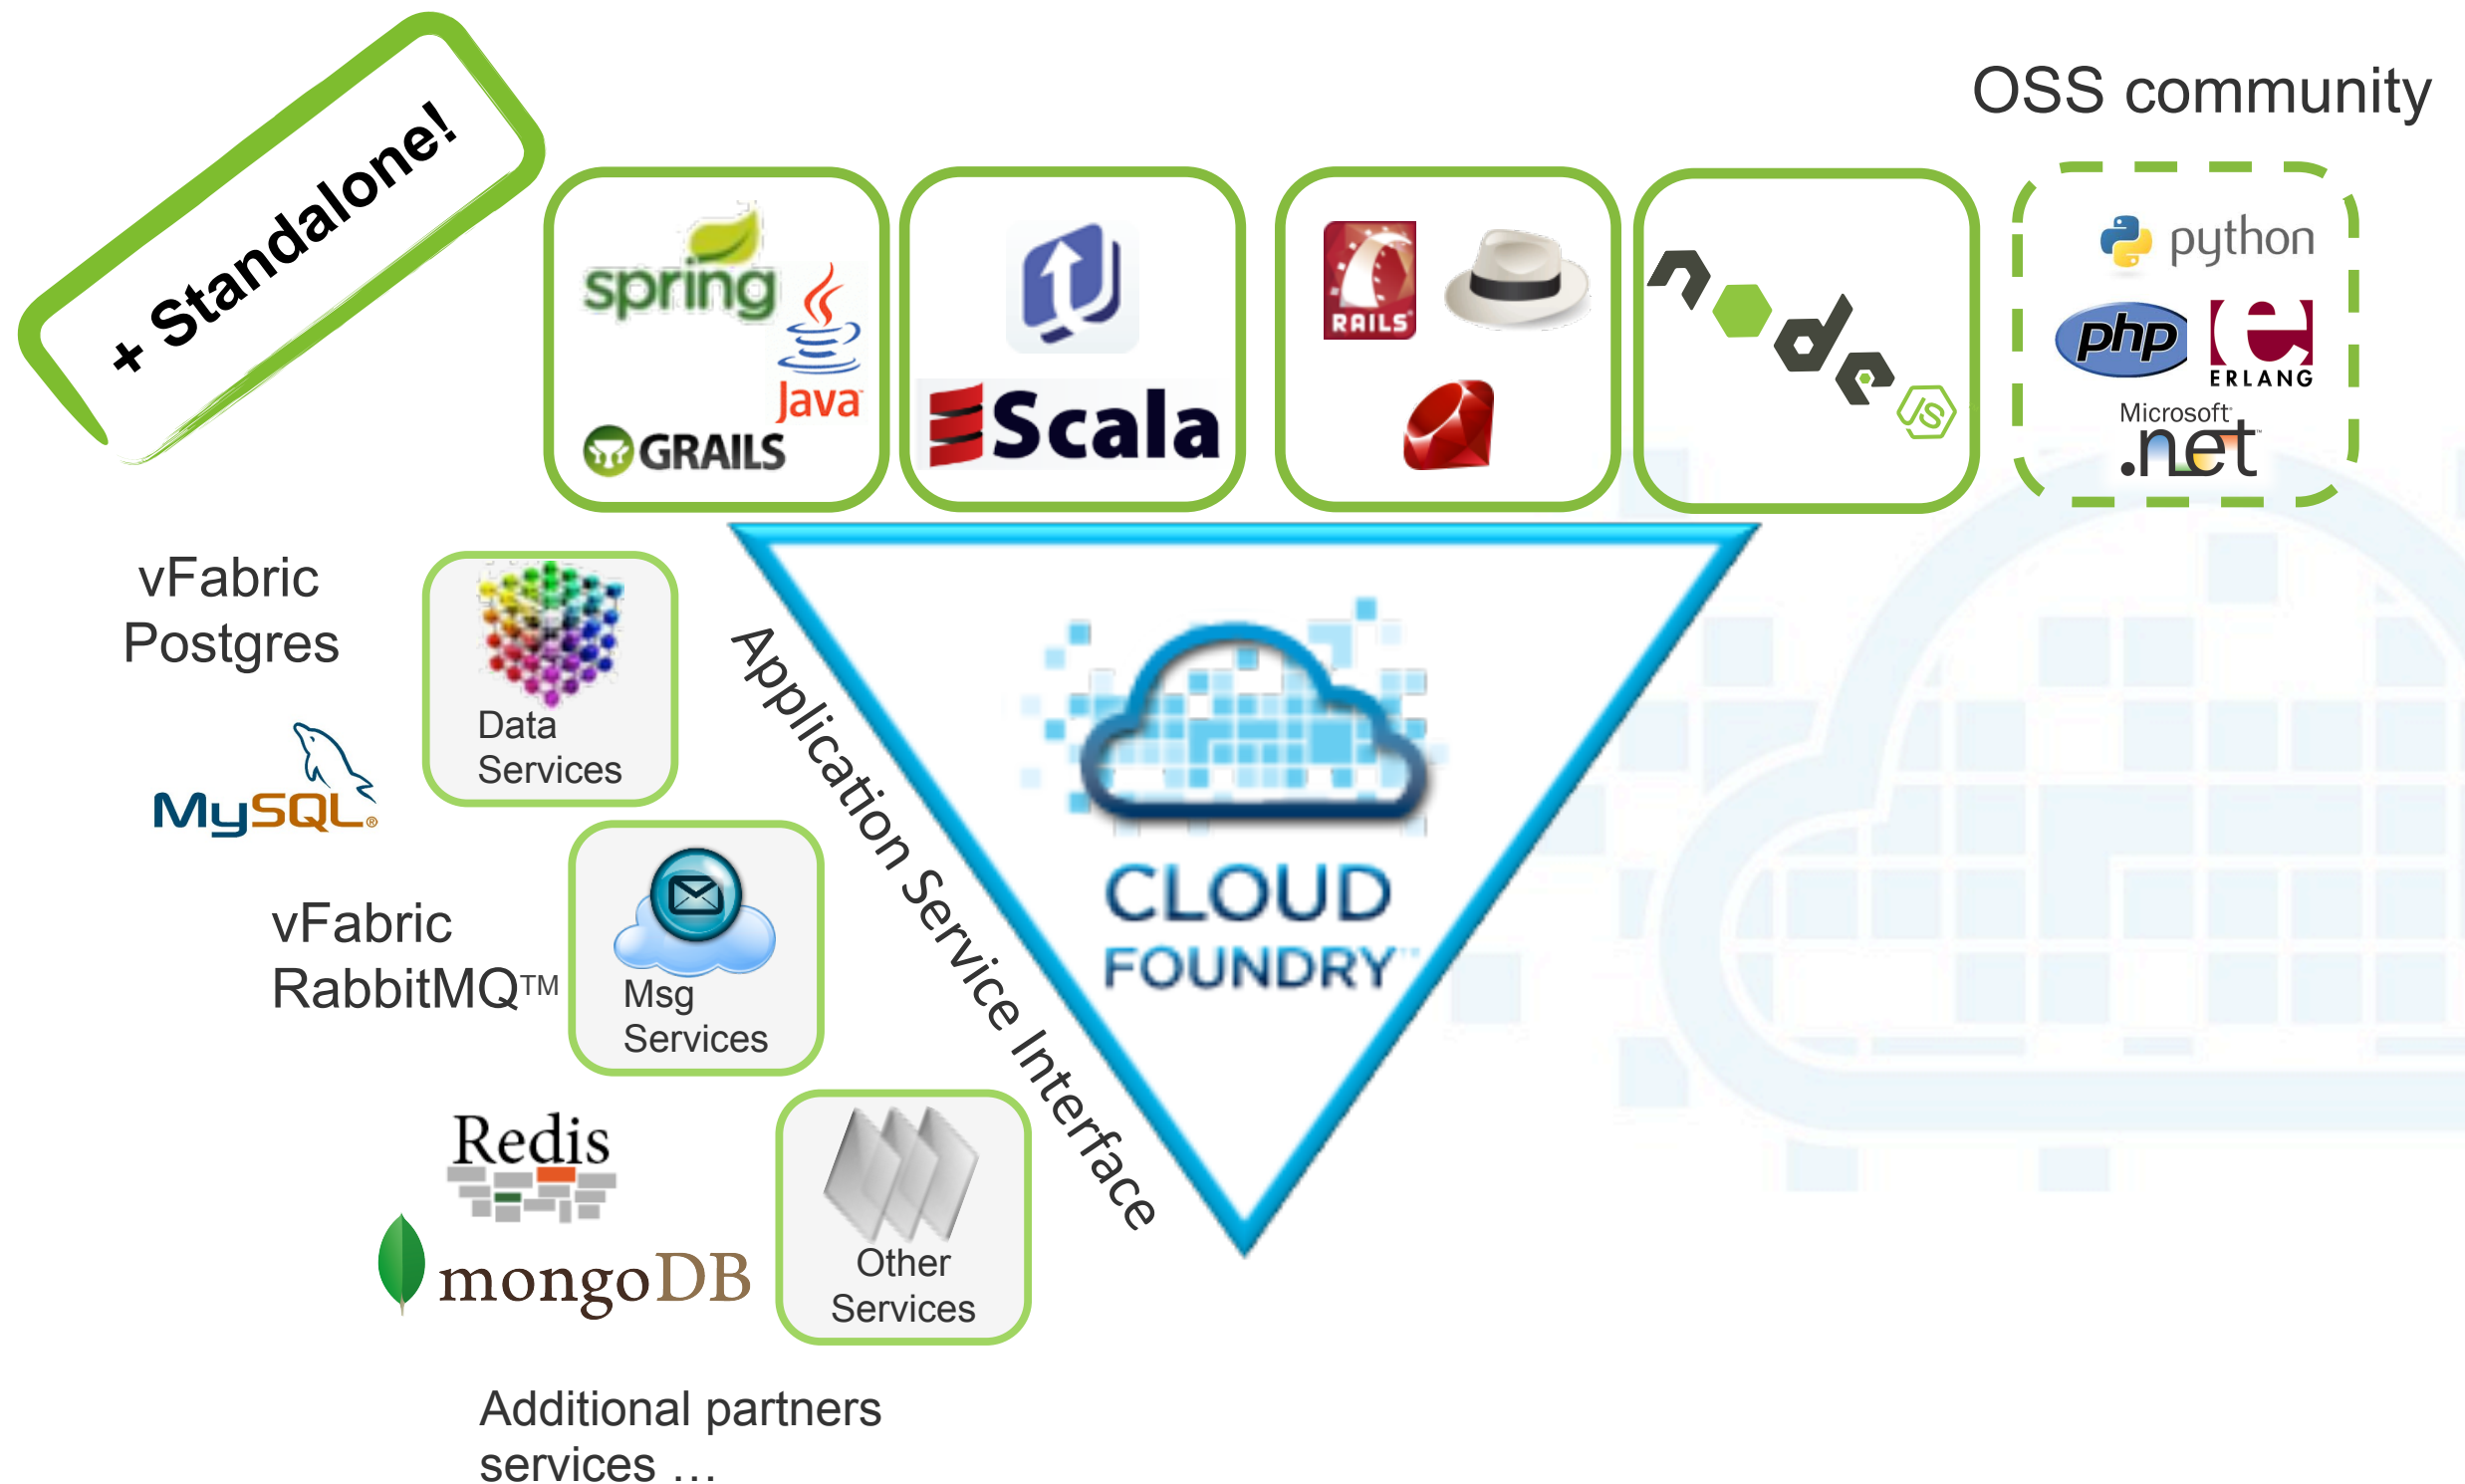 + Standalone!
OSS community
spring
Java
GRAILS
Scala
RAILS
node
JS
python
php
ERLANG
Microsoft
.net
vFabric
Postgres
Data
Services
MySQL®
vFabric
RabbitMQ™
Msg
Services
Redis
mongoDB
Other
Services
Additional partners
services …
Application Service Interface
CLOUD
FOUNDRY™